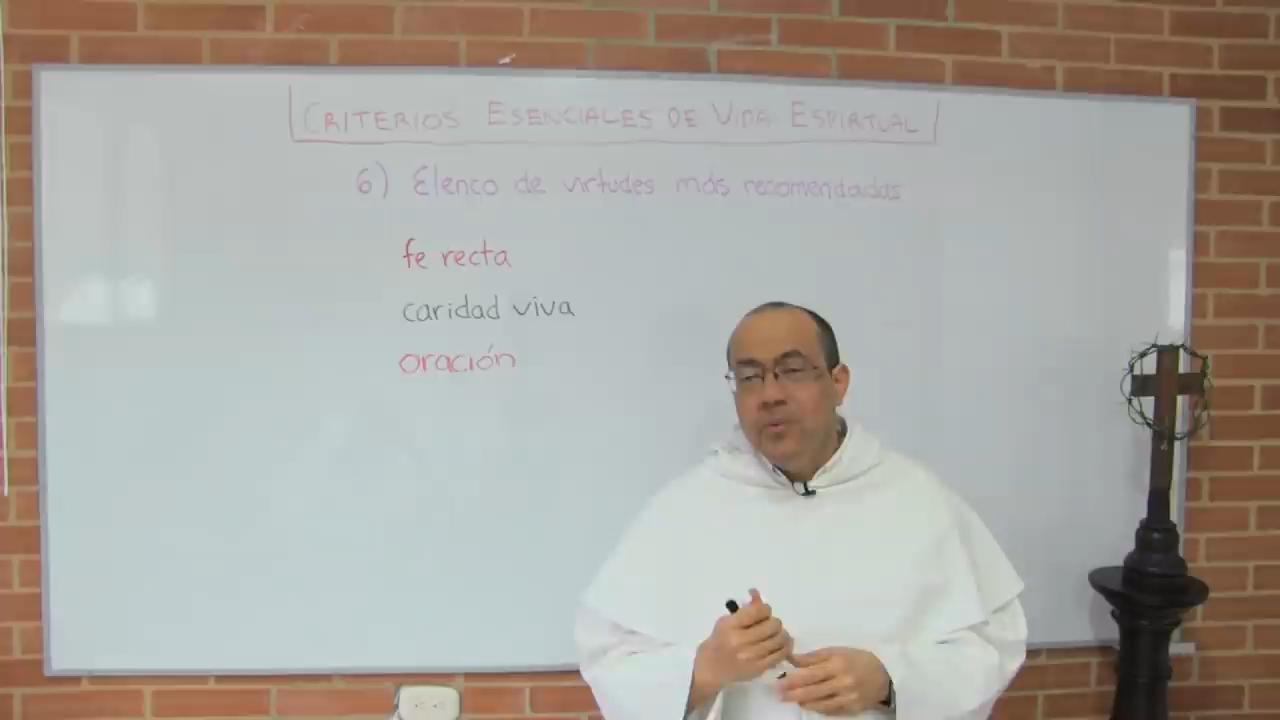 CRITERIOS ESENCIALES DE VIDA ESPIRTUAL
6) Elenco de virtudes más recomendadas
fe recta
caridad viva
oración